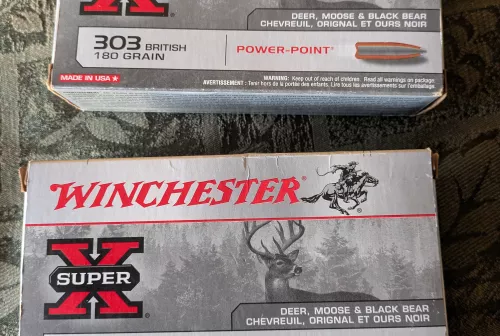 X
DEER, MOOSE & BLACK BEAR
CHEVREUIL, ORIGNAL ET OURS NOIR
303 BRITISH
180 GRAIN
POWER-POINT®
MADE IN USA
WARNING: Keep out of reach of children. Read all warnings on package.
AVERTISSEMENT : Tenir hors de la portée des enfants. Lire tous les avertissements sur l'emballage.
WINCHESTER®
X
SUPER
DEER, MOOSE & BLACK BEAR
CHEVREUIL, ORIGNAL ET OURS NOIR